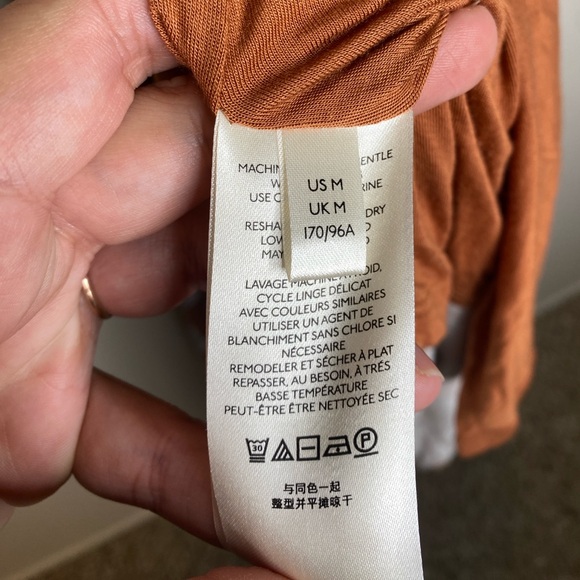 MACHIN ENTLE
W RINE
USE C
RESHA DRY
LOW D
MAY
US M
UK M
170/96A
LAVAGE MACHINE À FROID,
CYCLE LINGE DÉLICAT
AVEC COULEURS SIMILAIRES
UTILISER UN AGENT DE
BLANCHIMENT SANS CHLORE SI
NÉCESSAIRE
REMODELER ET SÉCHER À PLAT
REPASSER, AU BESOIN, À TRÉS
BASSE TEMPÉRATURE
PEUT-ÊTRE ÊTRE NETTOYÉE SEC
30 P
与同色一起
整型并平摊晾干